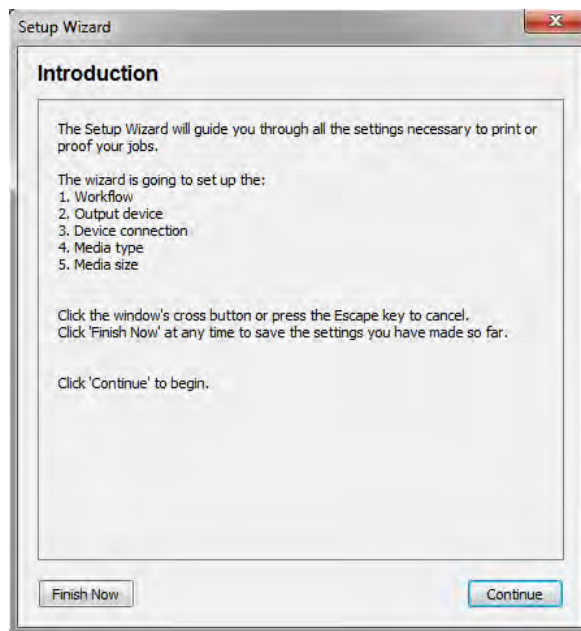 Setup Wizard
Introduction
The Setup Wizard will guide you through all the settings necessary to print or
proof your jobs.
The wizard is going to set up the:
1. Workflow
2. Output device
3. Device connection
4. Media type
5. Media size
Click the window's cross button or press the Escape key to cancel.
Click 'Finish Now' at any time to save the settings you have made so far.
Click 'Continue' to begin.
Finish Now
Continue